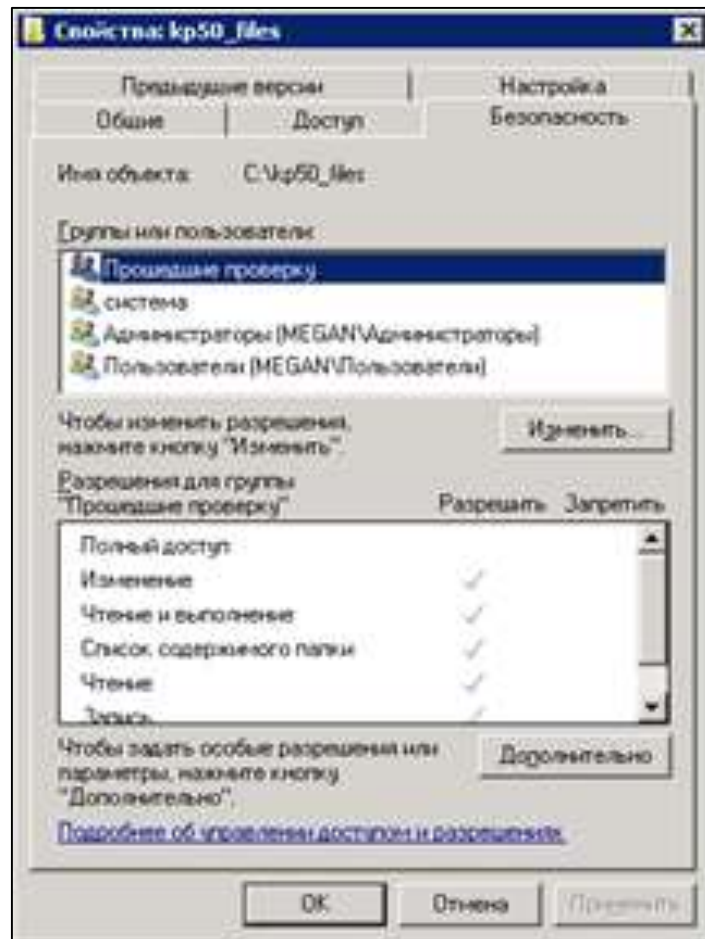 Свойства: kp50_files
Предыдущие версии Настройка
Общие Доступ Безопасность
Имя объекта: C:\kp50_files
Группы или пользователи:
Прошедшие проверку
система
Администраторы (MEGAN\Администраторы)
Пользователи (MEGAN\Пользователи)
Чтобы изменить разрешения,
нажмите кнопку "Изменить".
Изменить...
Разрешения для группы
"Прошедшие проверку" Разрешить Запретить
Полный доступ
Изменение
Чтение и выполнение
Список содержимого папки
Чтение
Запись
Чтобы задать особые разрешения или
параметры, нажмите кнопку
"Дополнительно".
Дополнительно
Подробнее об управлении доступом и разрешениях
OK Отмена Применить